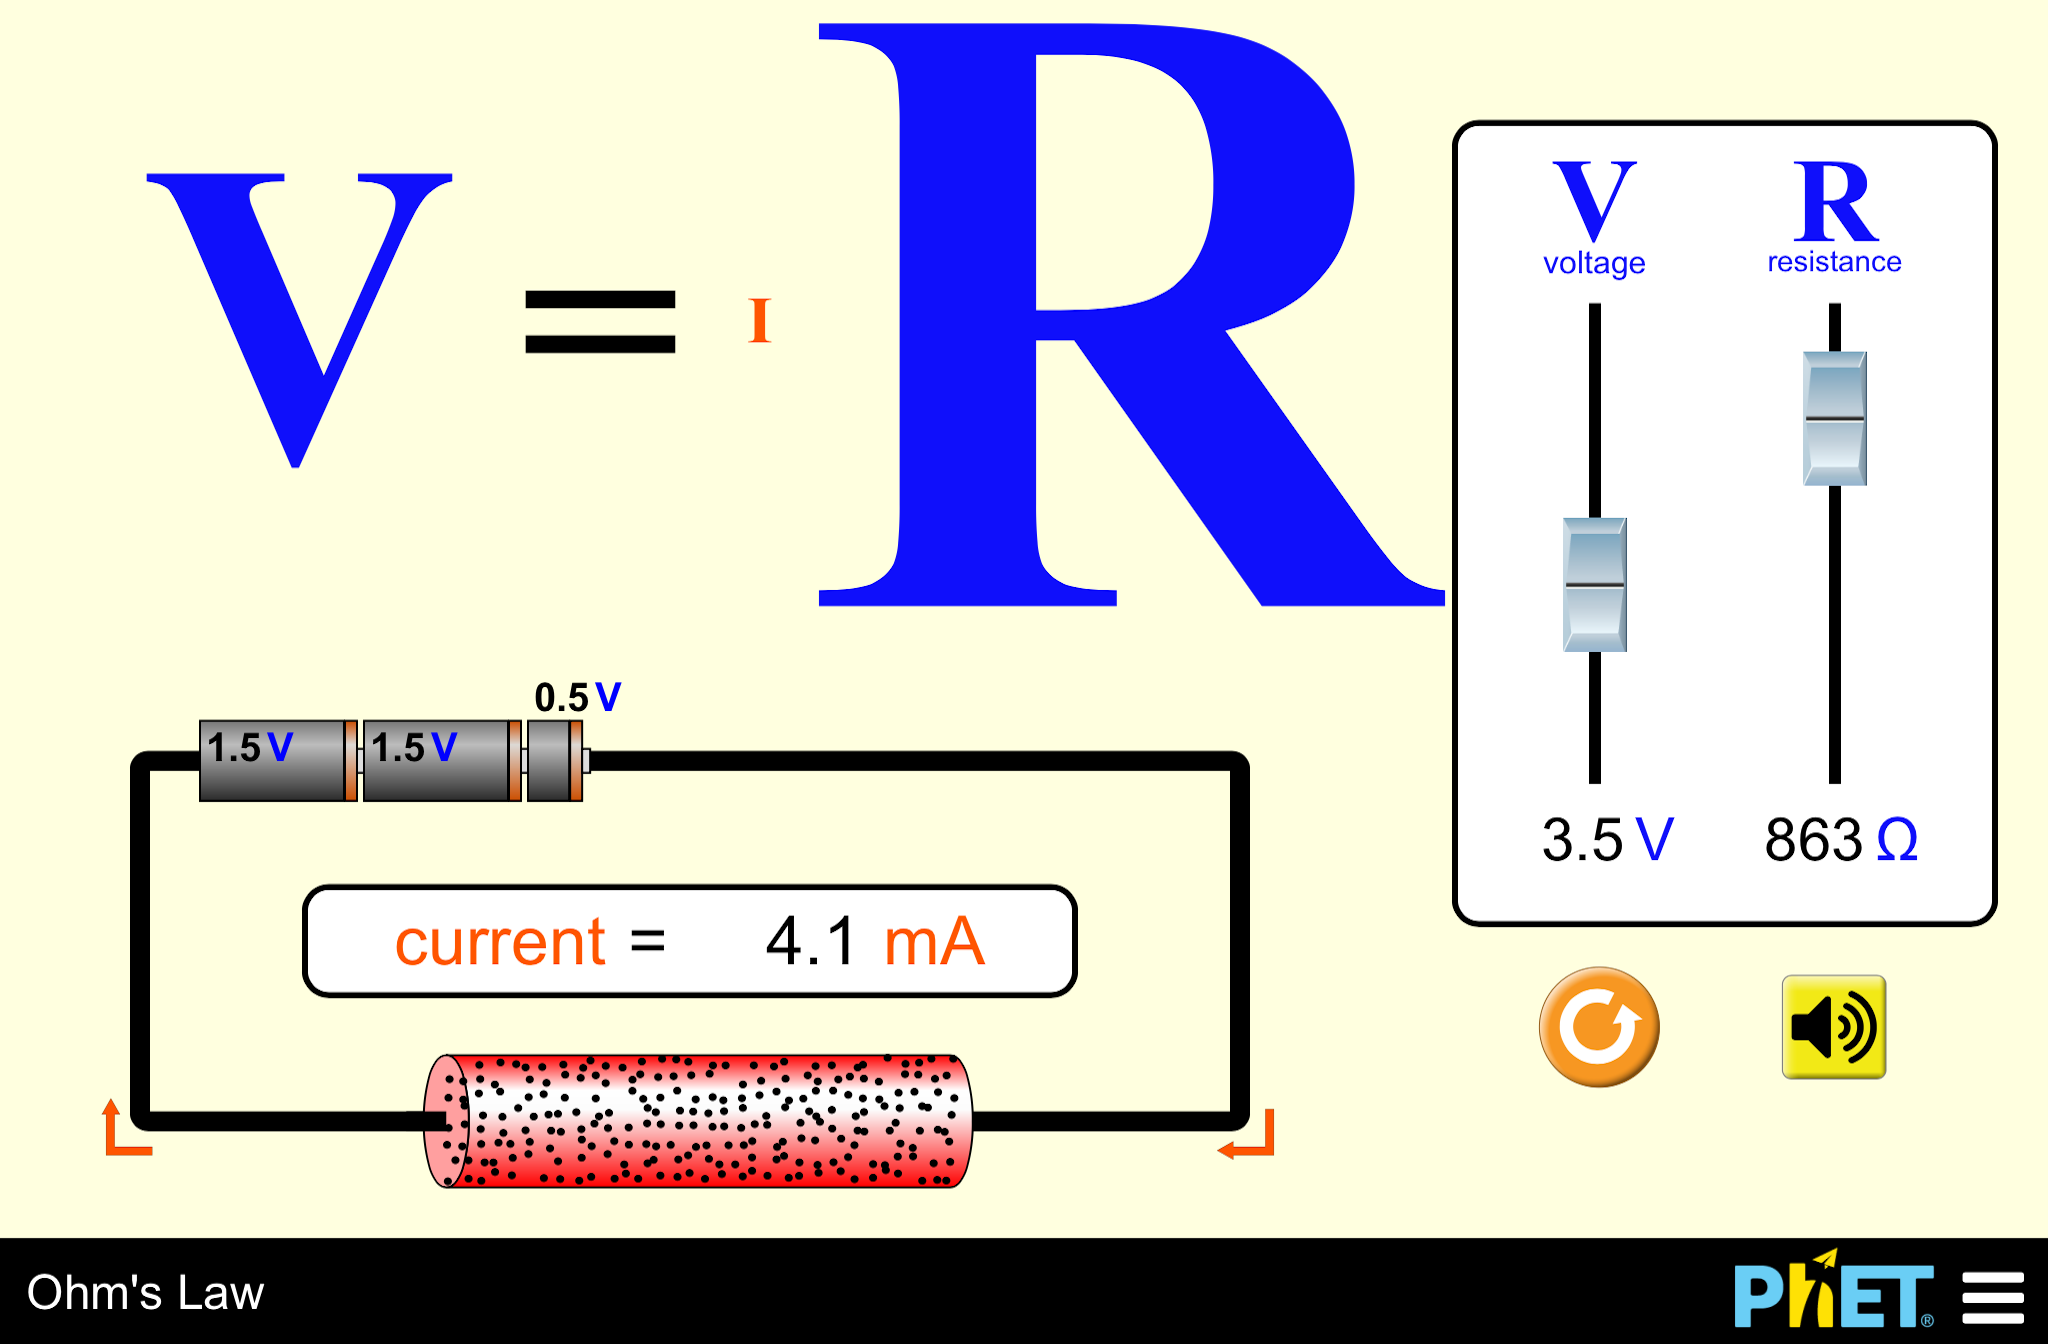 V = I R
V R
voltage resistance
3.5 V 863 Ω
0.5 V
1.5 V 1.5 V
current = 4.1 mA
Ohm's Law
PhET®